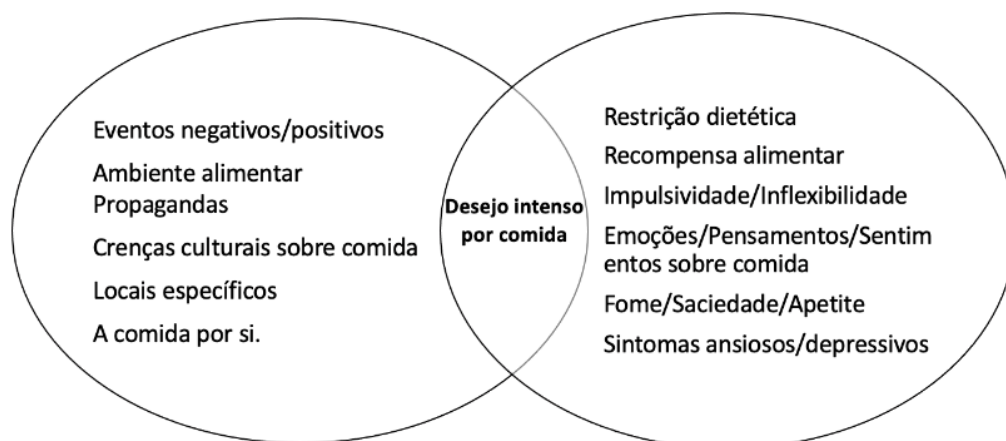 Eventos negativos/positivos
Ambiente alimentar
Propagandas
Crenças culturais sobre comida
Locais específicos
A comida por si.
Desejo intenso
por comida
Restrição dietética
Recompensa alimentar
Impulsividade/Inflexibilidade
Emoções/Pensamentos/Sentim
entos sobre comida
Fome/Saciedade/Apetite
Sintomas ansiosos/depressivos